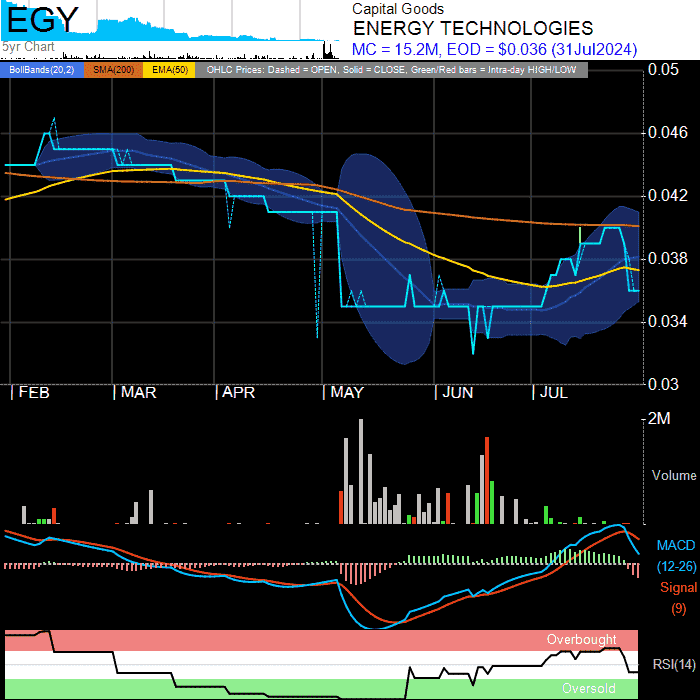 EGY
5yr Chart
Capital Goods
ENERGY TECHNOLOGIES
MC = 15.2M, EOD = $0.036 (31Jul2024)
BollBands(20,2) SMA(200) EMA(50) OHLC Prices: Dashed = OPEN, Solid = CLOSE, Green/Red bars = Intra-day HIGH/LOW
0.05
0.046
0.042
0.038
0.034
0.03
FEB MAR APR MAY JUN JUL
2M
Volume
MACD
(12-26)
Signal
(9)
Overbought
RSI(14)
Oversold